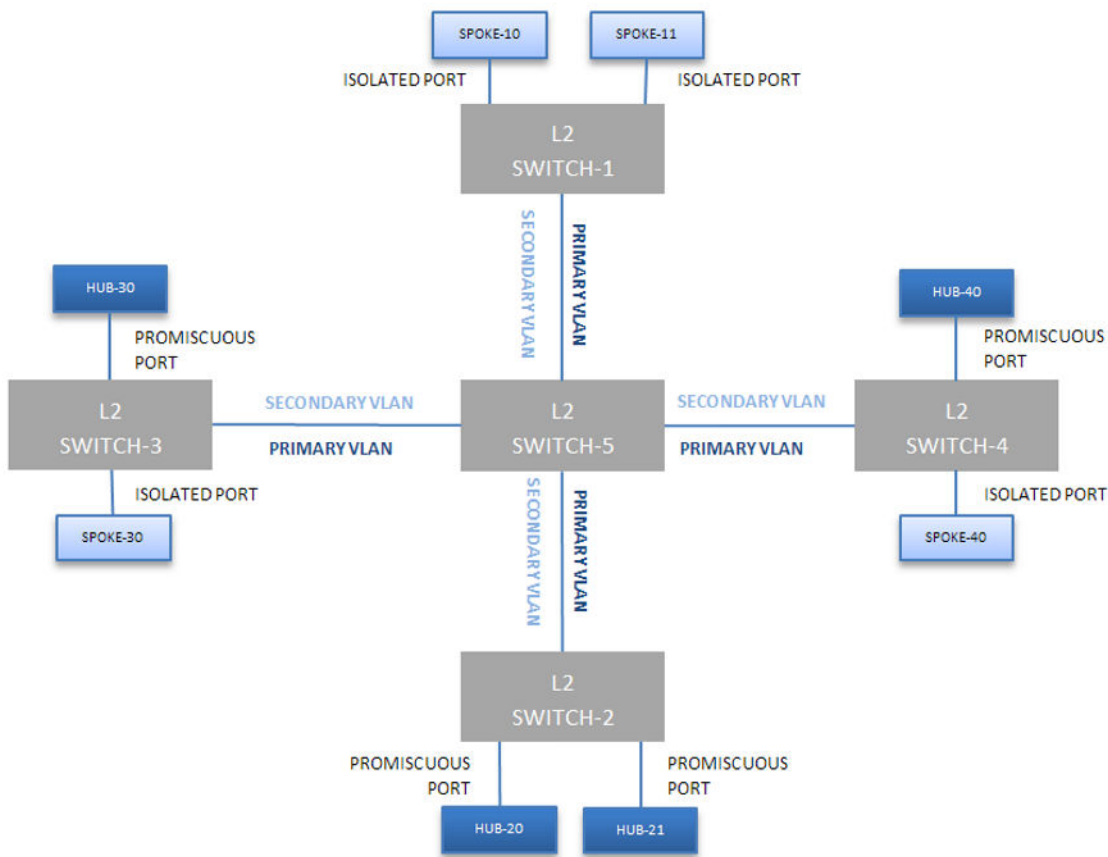 SPOKE-10
SPOKE-11
ISOLATED PORT
ISOLATED PORT
L2
SWITCH-1
SECONDARY VLAN
PRIMARY VLAN
HUB-30
HUB-40
PROMISCUOUS
PORT
PROMISCUOUS
PORT
L2
SWITCH-3
SECONDARY VLAN
PRIMARY VLAN
L2
SWITCH-5
SECONDARY VLAN
PRIMARY VLAN
L2
SWITCH-4
ISOLATED PORT
ISOLATED PORT
SPOKE-30
SPOKE-40
SECONDARY VLAN
PRIMARY VLAN
L2
SWITCH-2
PROMISCUOUS
PORT
PROMISCUOUS
PORT
HUB-20
HUB-21